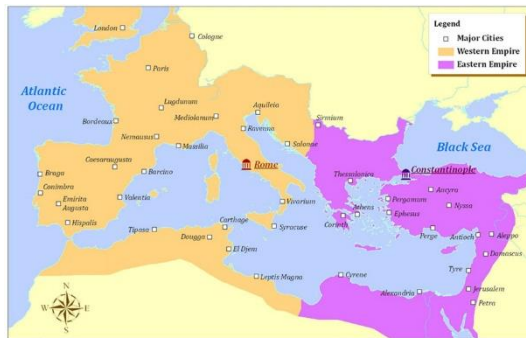 London
Cologne
Legend
Major Cities
Western Empire
Eastern Empire
Paris
Atlantic
Ocean
Lugdunum
Mediolanum
Aquileia
Sirmium
Bordeaux
Ravenna
Nemausus
Massilia
Salonae
Black Sea
Caesaraugusta
Rome
Constantinople
Braga
Barcino
Thessalonica
Ancyra
Conimbra
Emirita
Augusta
Valentia
Vivarium
Pergamum
Nyssa
Athens
Ephesus
Hispalis
Carthage
Syracuse
Corinth
Perge
Antioch
Aleppo
Tipasa
Dougga
El Djem
Damascus
Leptis Magna
Cyrene
Tyre
Alexandria
Jerusalem
Petra
N
W
E
S